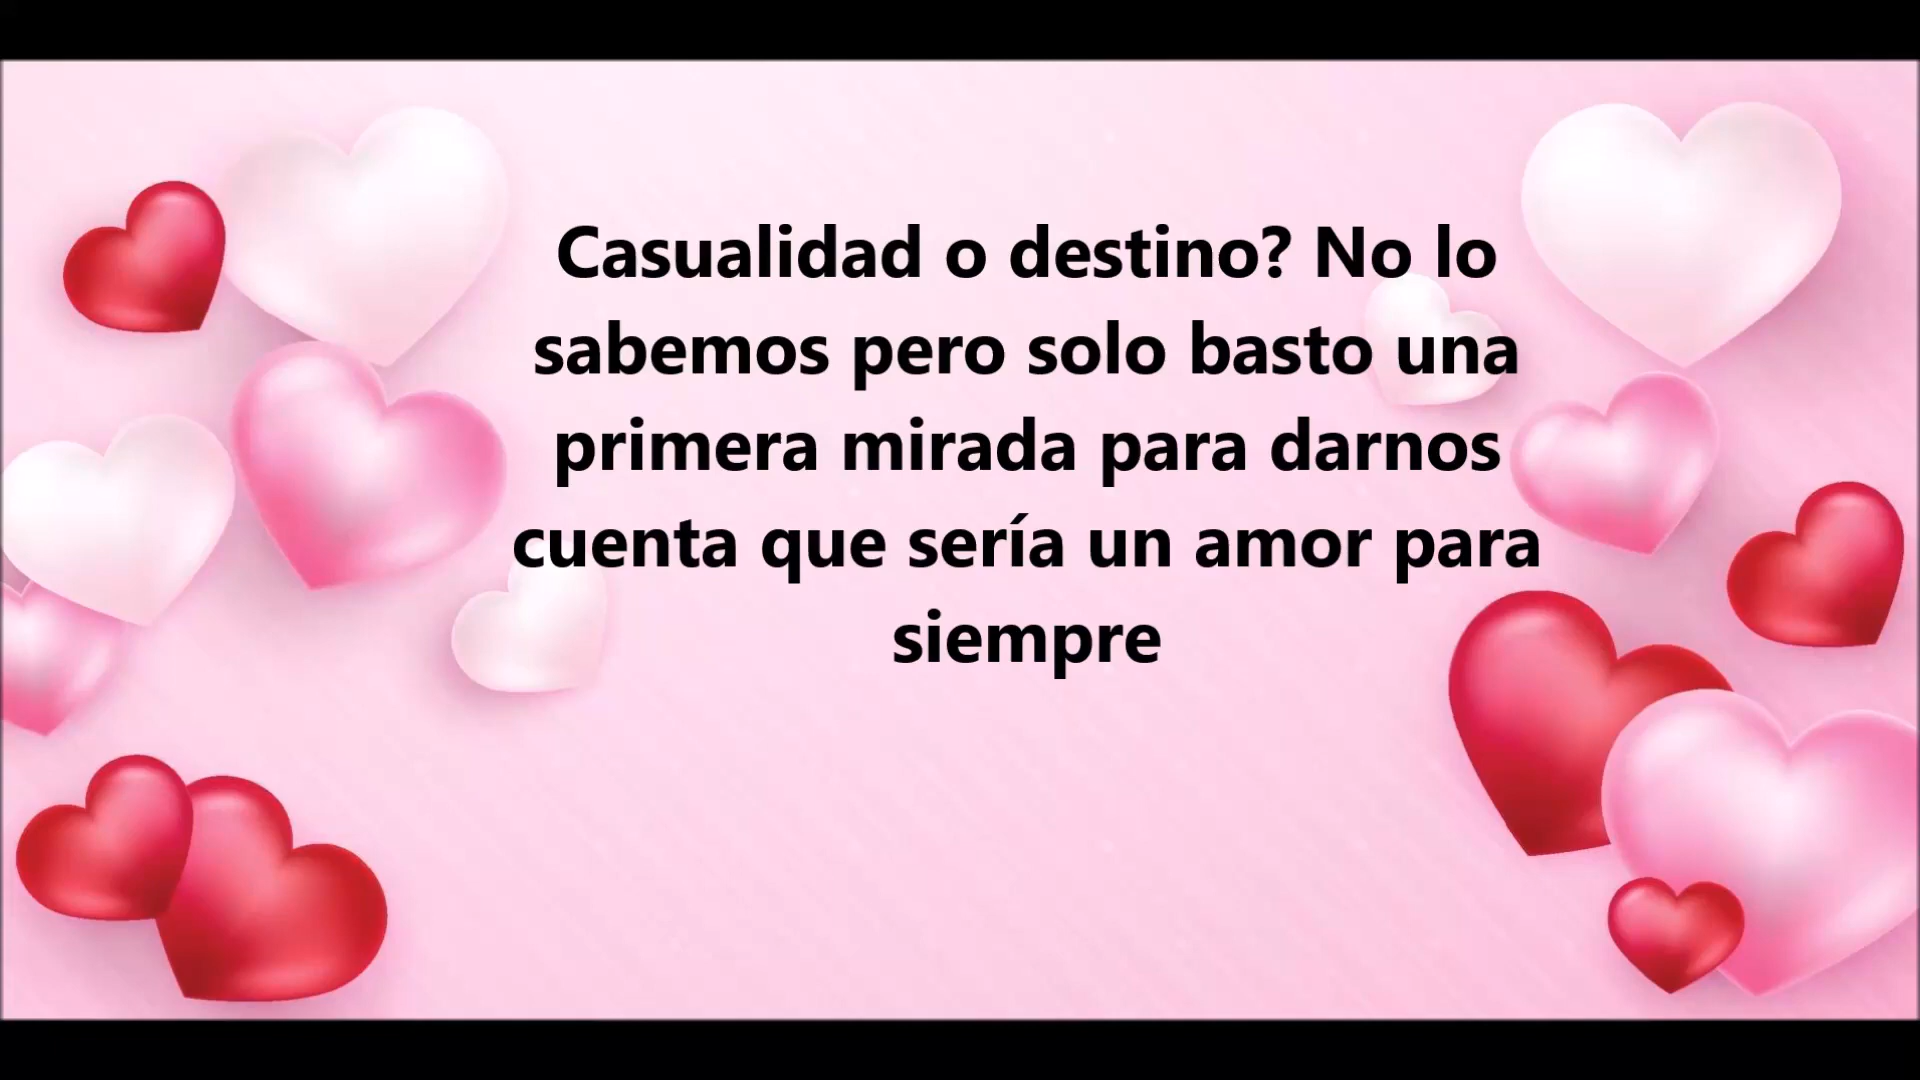 Casualidad o destino? No lo
sabemos pero solo basto una
primera mirada para darnos
cuenta que sería un amor para
siempre